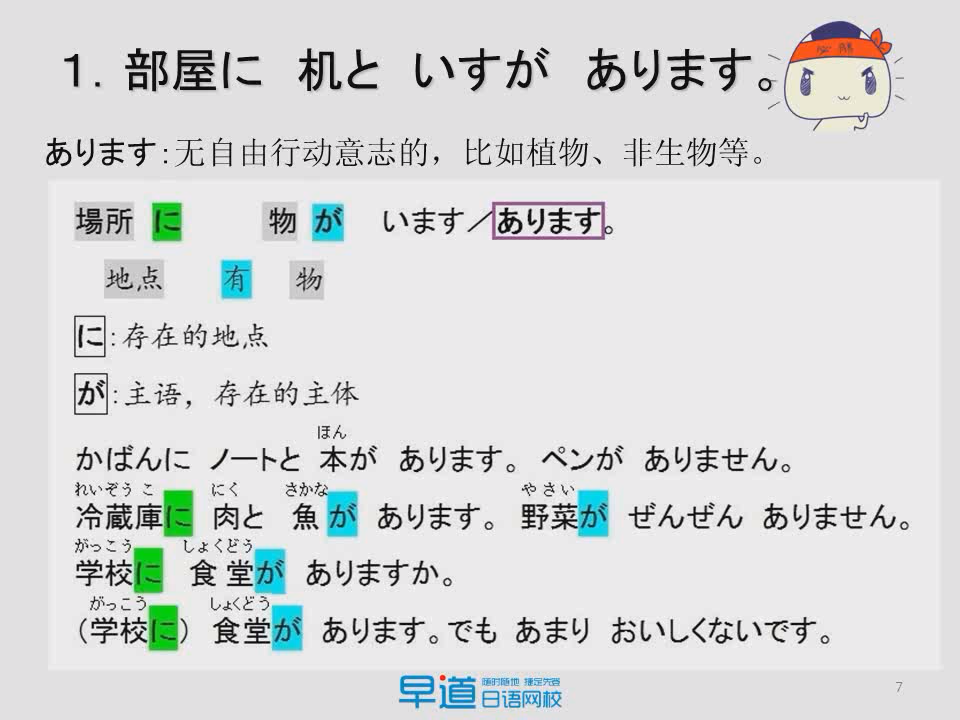 １．部屋に　机と　いすが　あります。
あります：无自由行动意志的，比如植物、非生物等。
場所 に　物 が　います／あります。
地点　有　物
に：存在的地点
が：主语，存在的主体
ほん
かばんに　ノートと　本が　あります。　ペンが　ありません。
れいぞうこ　にく　さかな　やさい
冷蔵庫に　肉と　魚が　あります。　野菜が　ぜんぜん　ありません。
がっこう　しょくどう
学校に　食堂が　ありますか。
がっこう　しょくどう
（学校に）　食堂が　あります。でも　あまり　おいしくないです。
早道 随时随地 搞定先登
日语网校
7